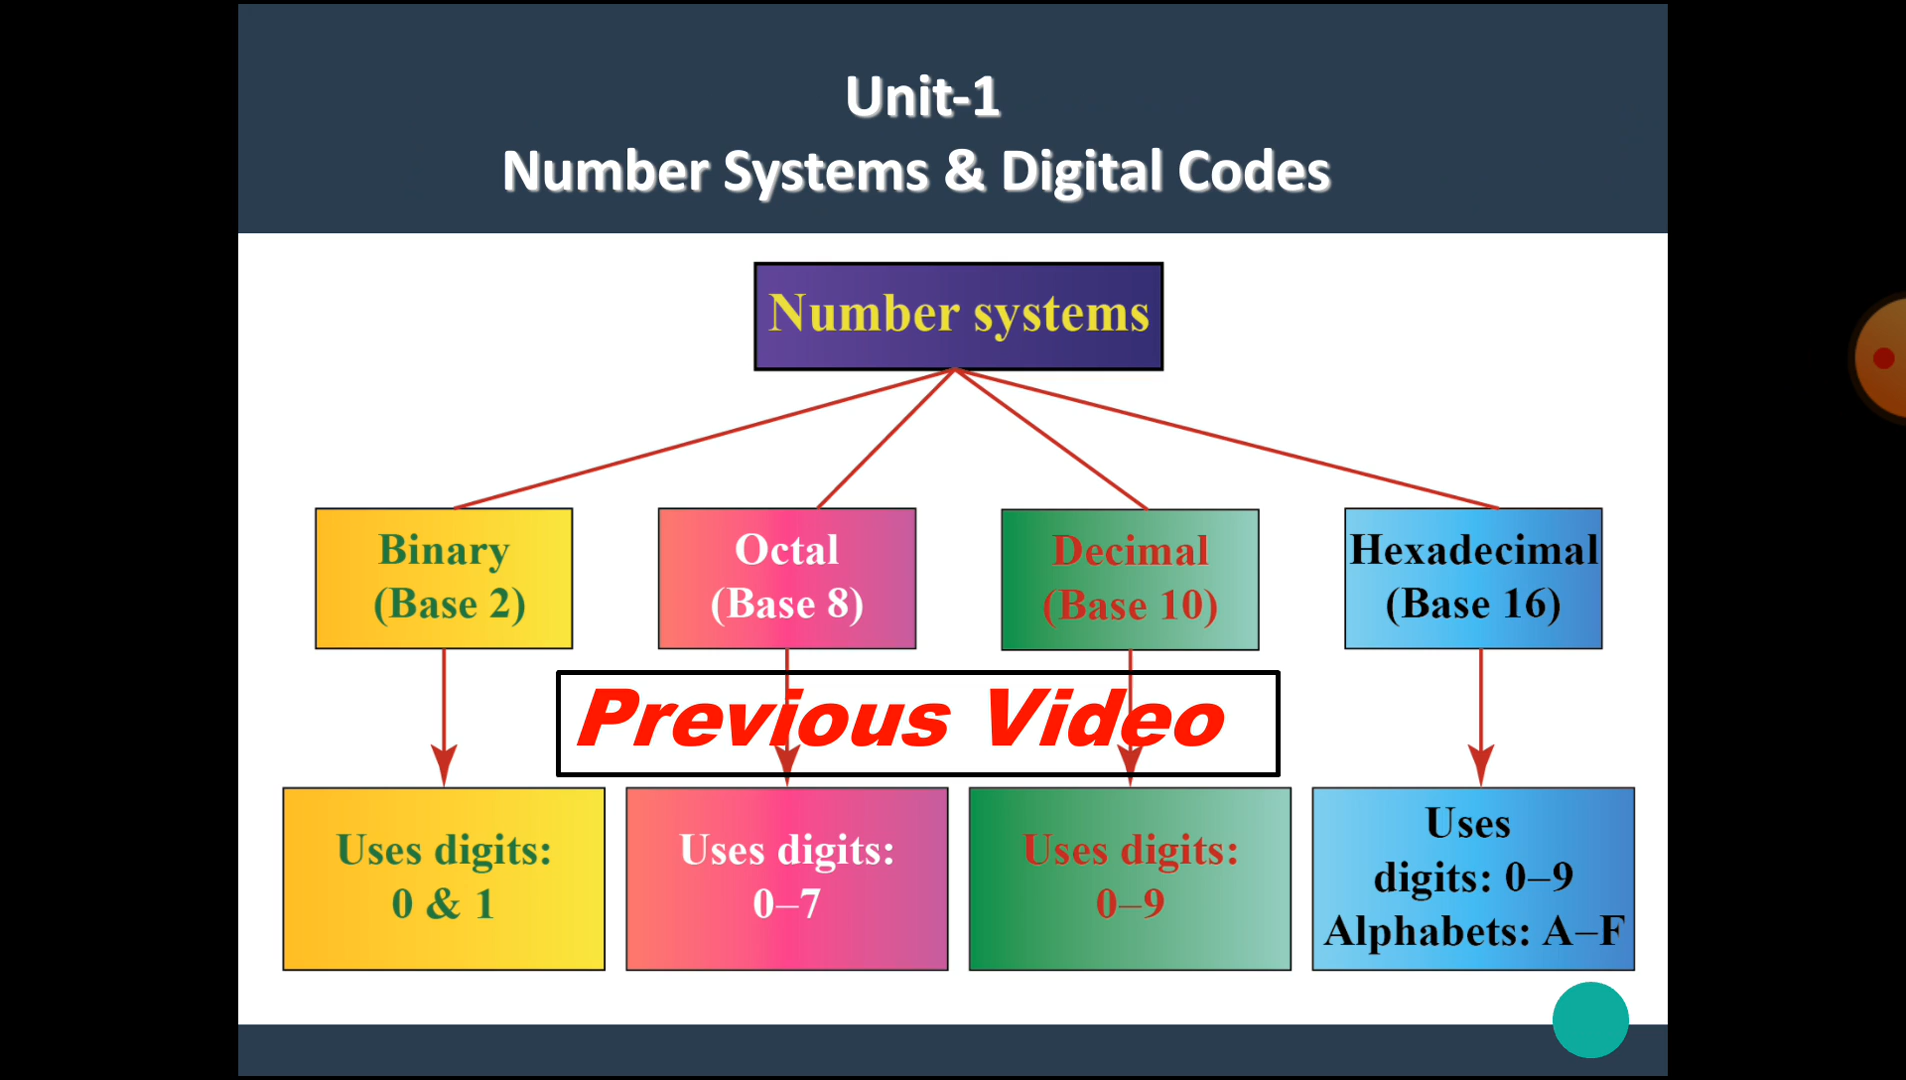 Unit-1
Number Systems & Digital Codes
Number systems
Binary
(Base 2)
Octal
(Base 8)
Decimal
(Base 10)
Hexadecimal
(Base 16)
Previous Video
Uses digits:
0 & 1
Uses digits:
0–7
Uses digits:
0–9
Uses
digits: 0–9
Alphabets: A–F